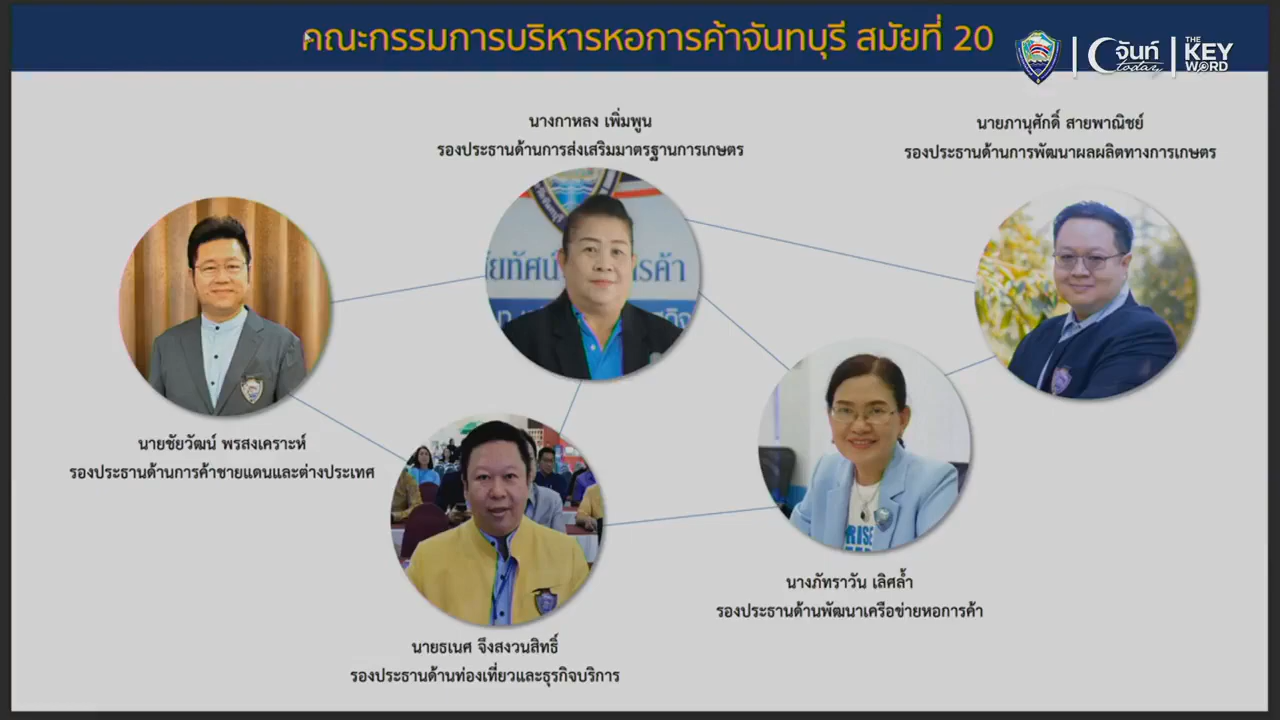 คณะกรรมการบริหารหอการค้าจันทบุรี สมัยที่ 20
จันท์
today
THE
KEY
WORD
นางกาหลง เพิ่มพูน
รองประธานด้านการส่งเสริมมาตรฐานการเกษตร
นายภานุศักดิ์ สายพาณิชย์
รองประธานด้านการพัฒนาผลผลิตทางการเกษตร
นายชัยวัฒน์ พรสงเคราะห์
รองประธานด้านการค้าชายแดนและต่างประเทศ
นางภัทราวัน เลิศล้ำ
รองประธานด้านพัฒนาเครือข่ายหอการค้า
นายธเนศ จึงสงวนสิทธิ์
รองประธานด้านท่องเที่ยวและธุรกิจบริการ